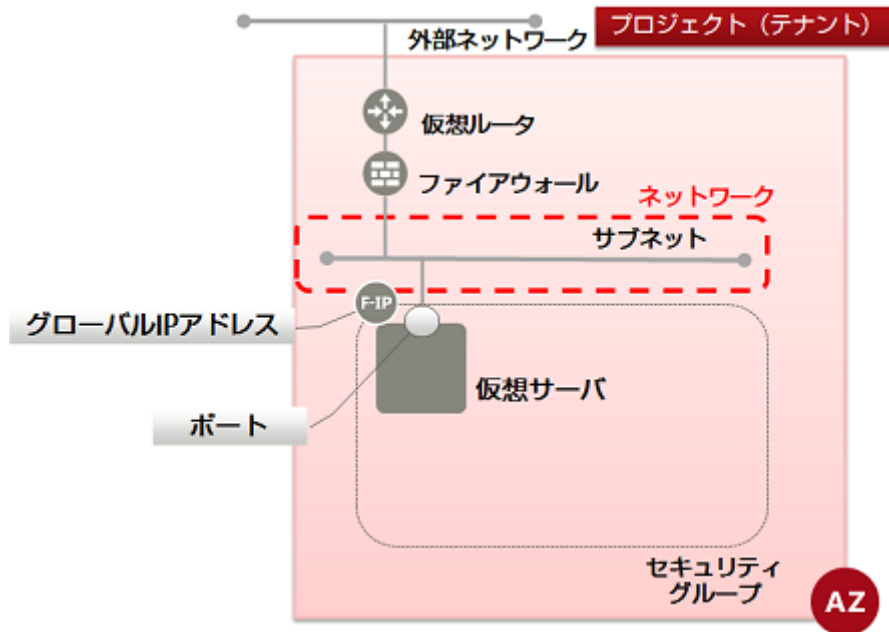 プロジェクト（テナント）
外部ネットワーク
仮想ルータ
ファイアウォール
ネットワーク
サブネット
F-IP
グローバルIPアドレス
仮想サーバ
ポート
セキュリティ
グループ
AZ